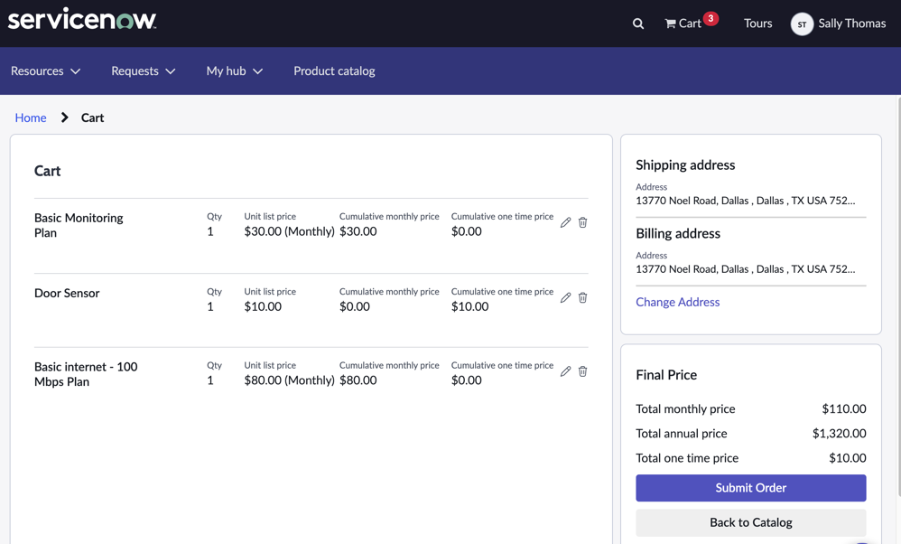 servicenow
Cart 3
Tours
ST Sally Thomas
Resources
Requests
My hub
Product catalog
Home > Cart
Cart
Basic Monitoring
Plan
Qty
1
Unit list price
$30.00 (Monthly)
Cumulative monthly price
$30.00
Cumulative one time price
$0.00
Door Sensor
Qty
1
Unit list price
$10.00
Cumulative monthly price
$0.00
Cumulative one time price
$10.00
Basic internet - 100
Mbps Plan
Qty
1
Unit list price
$80.00 (Monthly)
Cumulative monthly price
$80.00
Cumulative one time price
$0.00
Shipping address
Address
13770 Noel Road, Dallas , Dallas , TX USA 752...
Billing address
Address
13770 Noel Road, Dallas , Dallas , TX USA 752...
Change Address
Final Price
Total monthly price $110.00
Total annual price $1,320.00
Total one time price $10.00
Submit Order
Back to Catalog